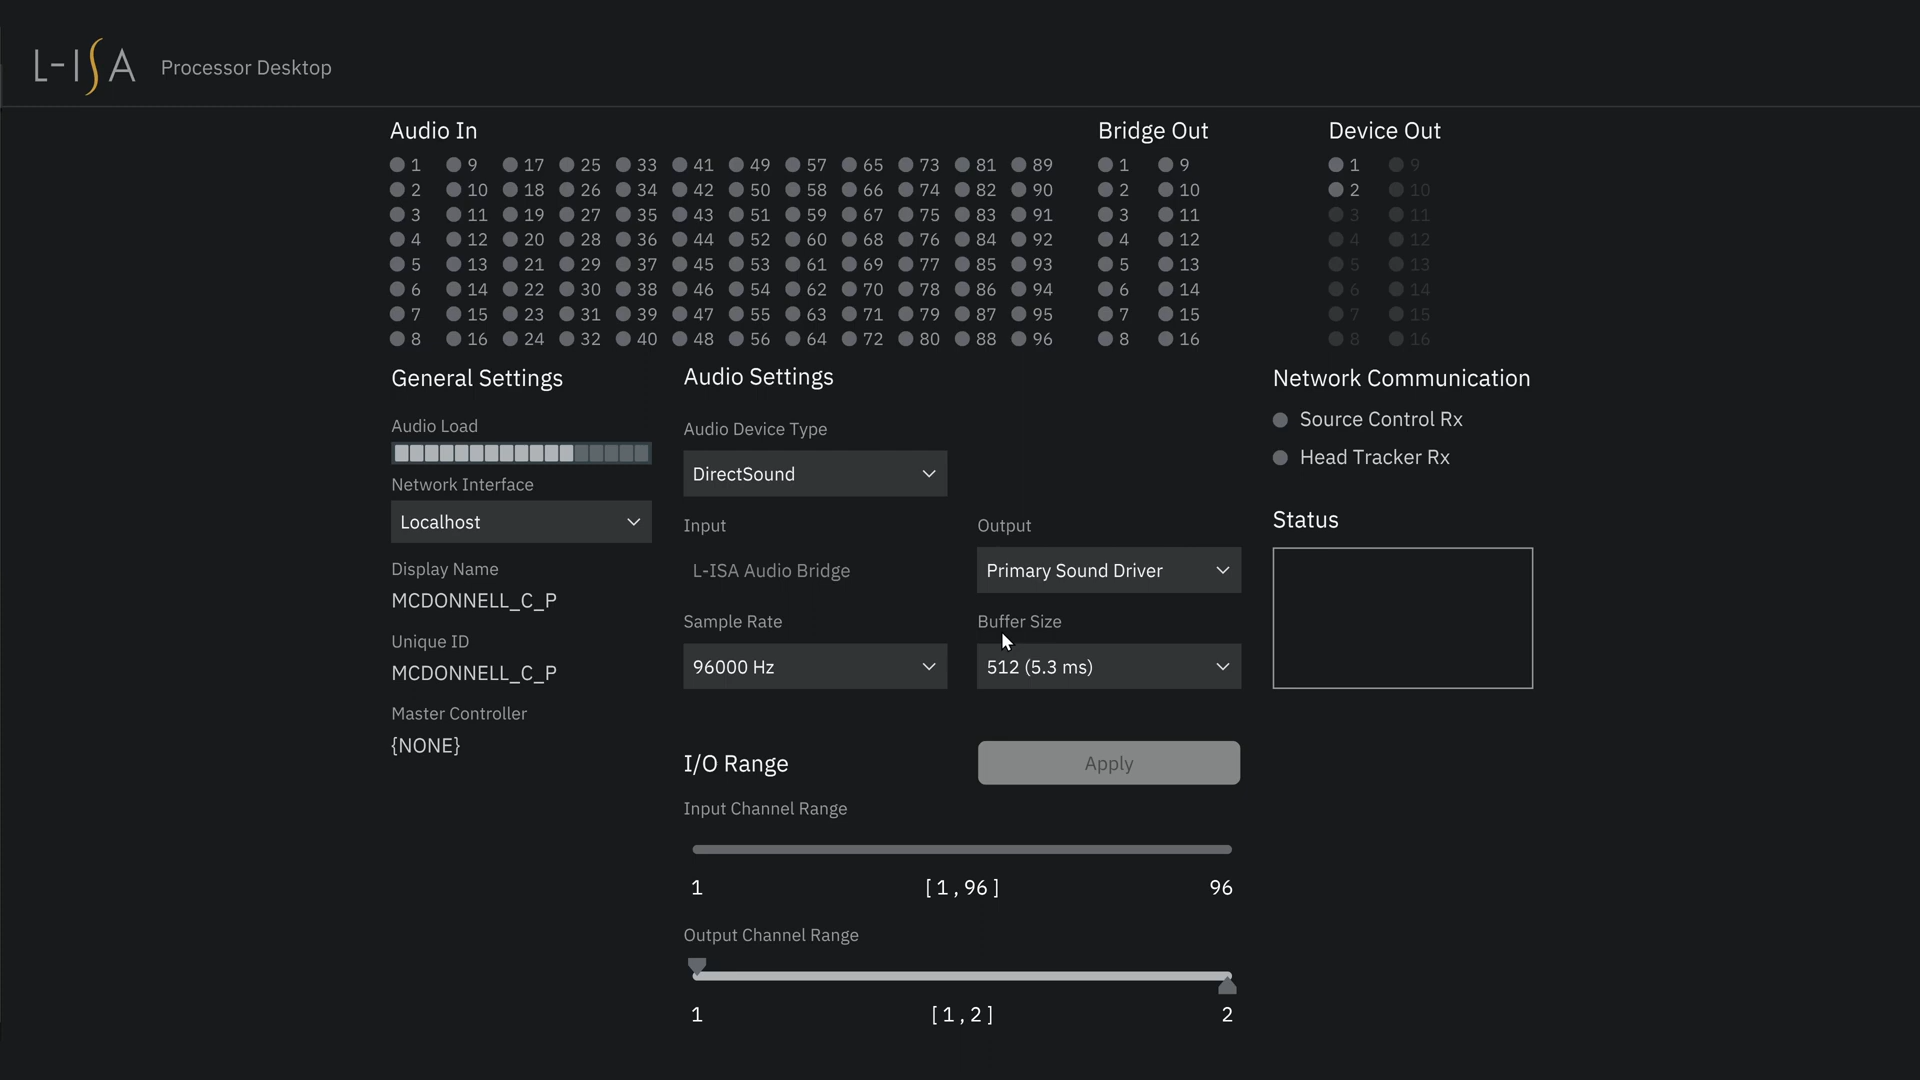 L-ISA Processor Desktop
Audio In Bridge Out Device Out
1 9 17 25 33 41 49 57 65 73 81 89 1 9 1 9
2 10 18 26 34 42 50 58 66 74 82 90 2 10 2 10
3 11 19 27 35 43 51 59 67 75 83 91 3 11 3 11
4 12 20 28 36 44 52 60 68 76 84 92 4 12 4 12
5 13 21 29 37 45 53 61 69 77 85 93 5 13 5 13
6 14 22 30 38 46 54 62 70 78 86 94 6 14 6 14
7 15 23 31 39 47 55 63 71 79 87 95 7 15 7 15
8 16 24 32 40 48 56 64 72 80 88 96 8 16 8 16
General Settings
Audio Load
Network Interface
Localhost
Display Name
MCDONNELL_C_P
Unique ID
MCDONNELL_C_P
Master Controller
{NONE}
Audio Settings
Audio Device Type
DirectSound
Input Output
L-ISA Audio Bridge Primary Sound Driver
Sample Rate Buffer Size
96000 Hz 512 (5.3 ms)
I/O Range Apply
Input Channel Range
1 [1,96] 96
Output Channel Range
1 [1,2] 2
Network Communication
Source Control Rx
Head Tracker Rx
Status